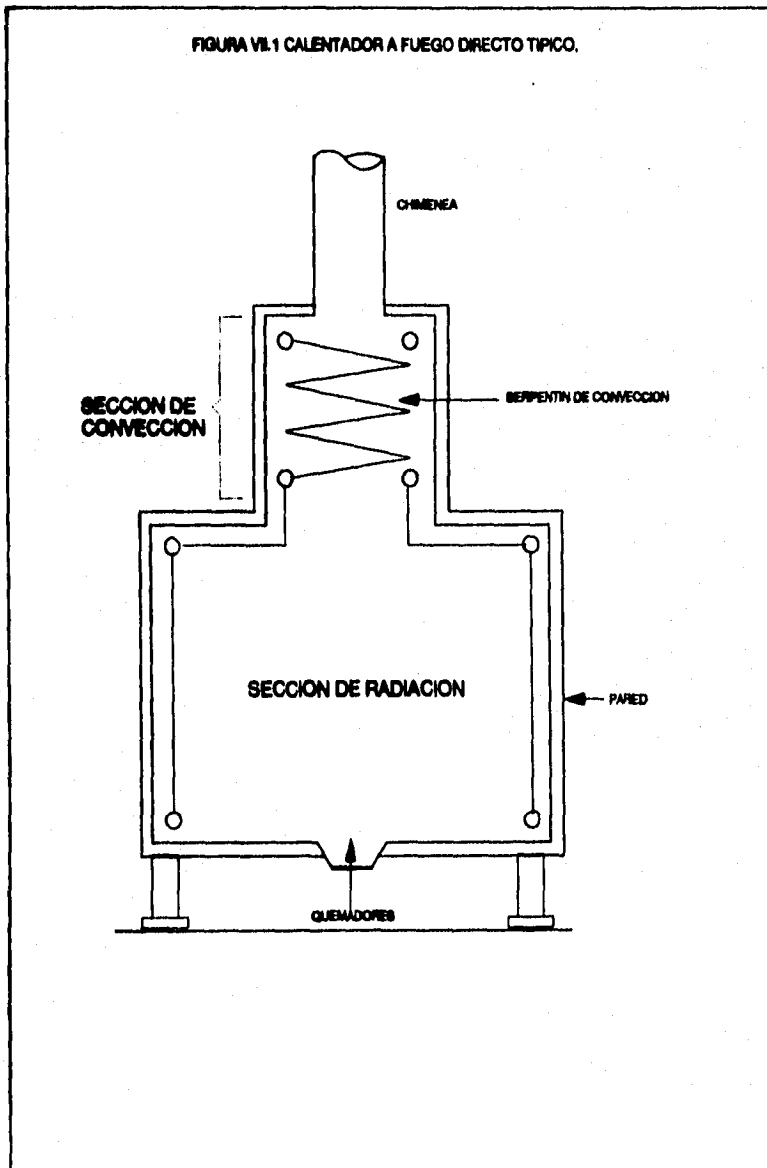 FIGURA VII.1 CALENTADOR A FUEGO DIRECTO TIPICO.
CHIMENEA
SECCION DE
CONVECCION
SERPENTIN DE CONVECCION
SECCION DE RADIACION
PARED
QUEMADORES